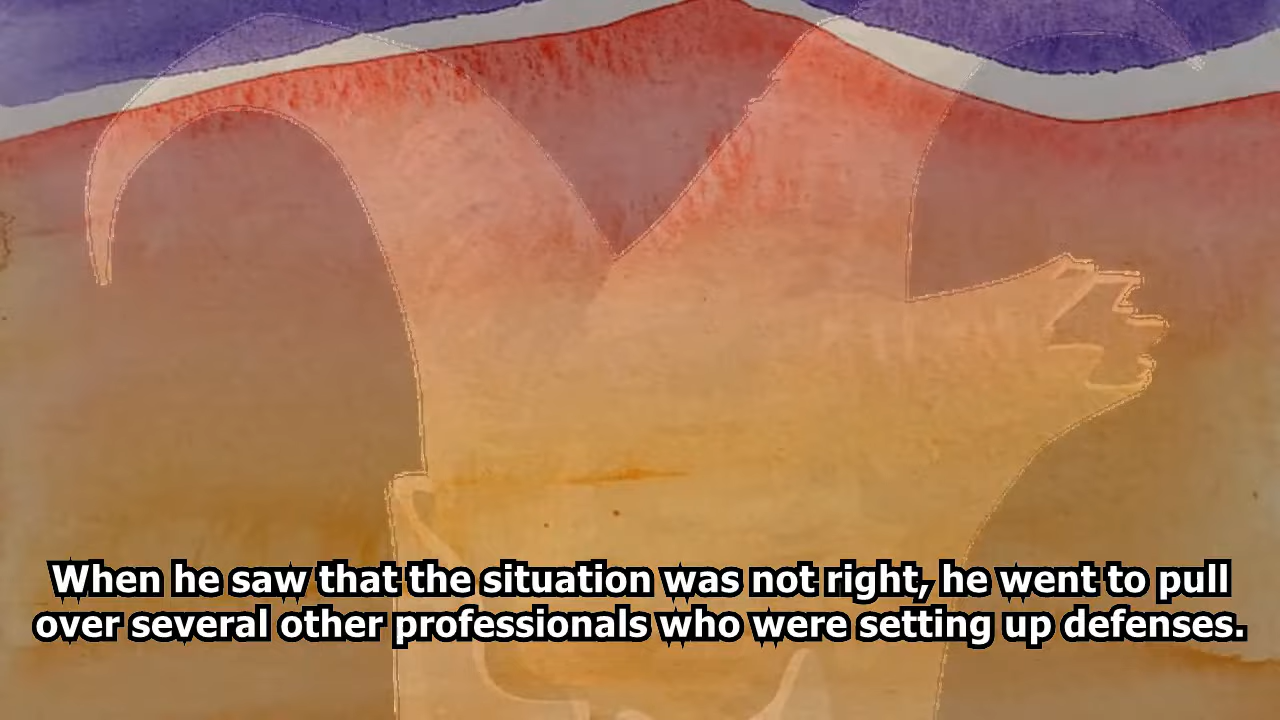 When he saw that the situation was not right, he went to pull
over several other professionals who were setting up defenses.